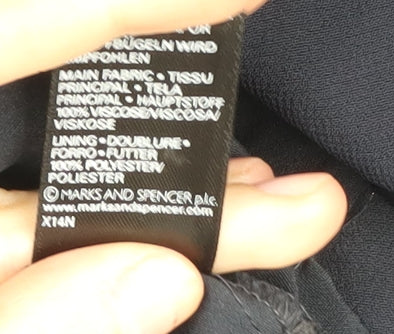 FÜR
BÜGELN WIRD
EMPFOHLEN
MAIN FABRIC • TISSU
PRINCIPAL • TELA
PRINCIPAL • HAUPTSTOFF
100% VISCOSE/VISCOSA/
VISKOSE
LINING • DOUBLURE •
FORRO • FUTTER
100% POLYESTER/
POLIESTER
© MARKS AND SPENCER p.l.c.
www.marksandspencer.com
X14N